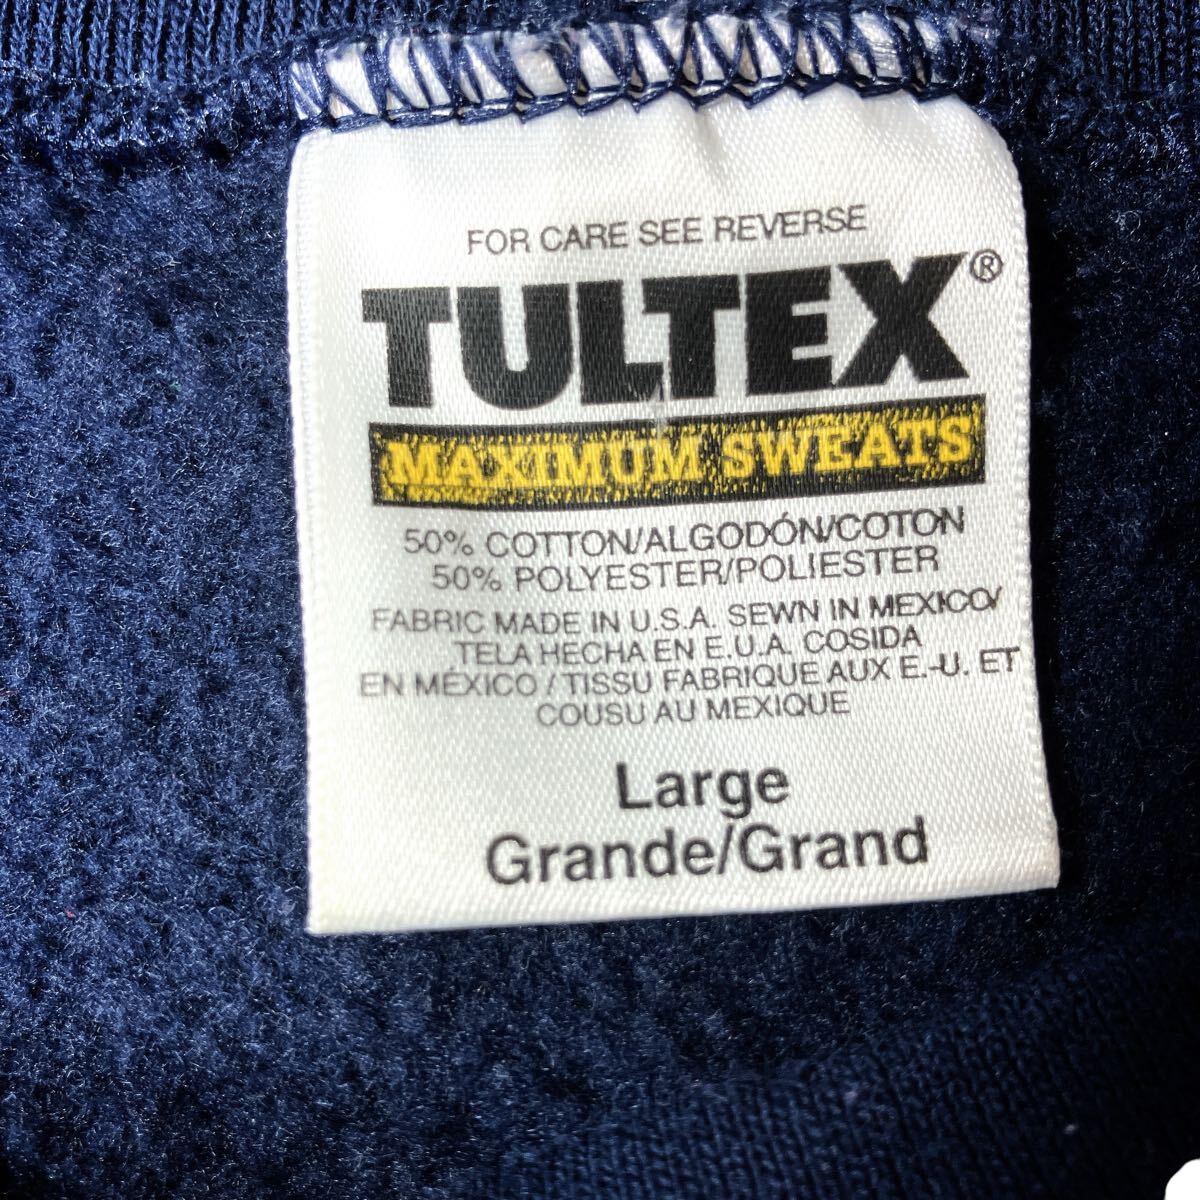 FOR CARE SEE REVERSE
TULTEX®
MAXIMUM SWEATS
50% COTTON/ALGODÓN/COTON
50% POLYESTER/POLIESTER
FABRIC MADE IN U.S.A. SEWN IN MEXICO/
TELA HECHA EN E.U.A. COSIDA
EN MÉXICO / TISSU FABRIQUE AUX E.-U. ET
COUSU AU MEXIQUE
Large
Grande/Grand